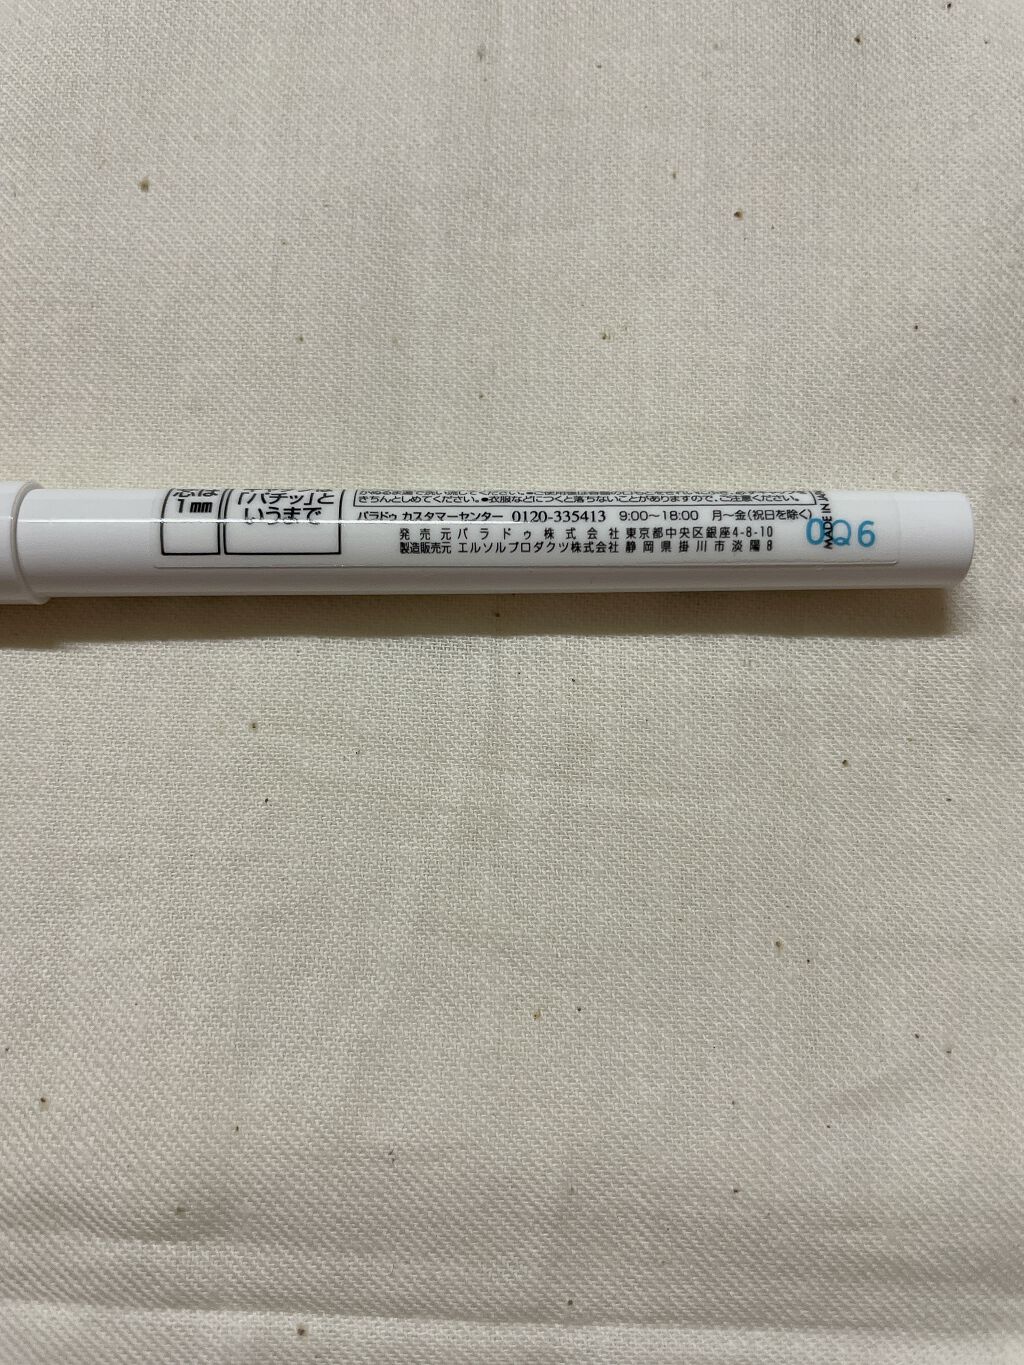 芯は
1mm
「パチッ」と
いうまで
きちんとしめてください。●衣服などにつくと落ちないことがありますので、ご注意ください。
パラドゥ カスタマーセンター 0120-335413 9:00~18:00 月~金(祝日を除く)
発売元 パラドゥ株式会社 東京都中央区銀座4-8-10
製造販売元 エルソルプロダクツ株式会社 静岡県掛川市淡陽8
MADE IN
0Q6